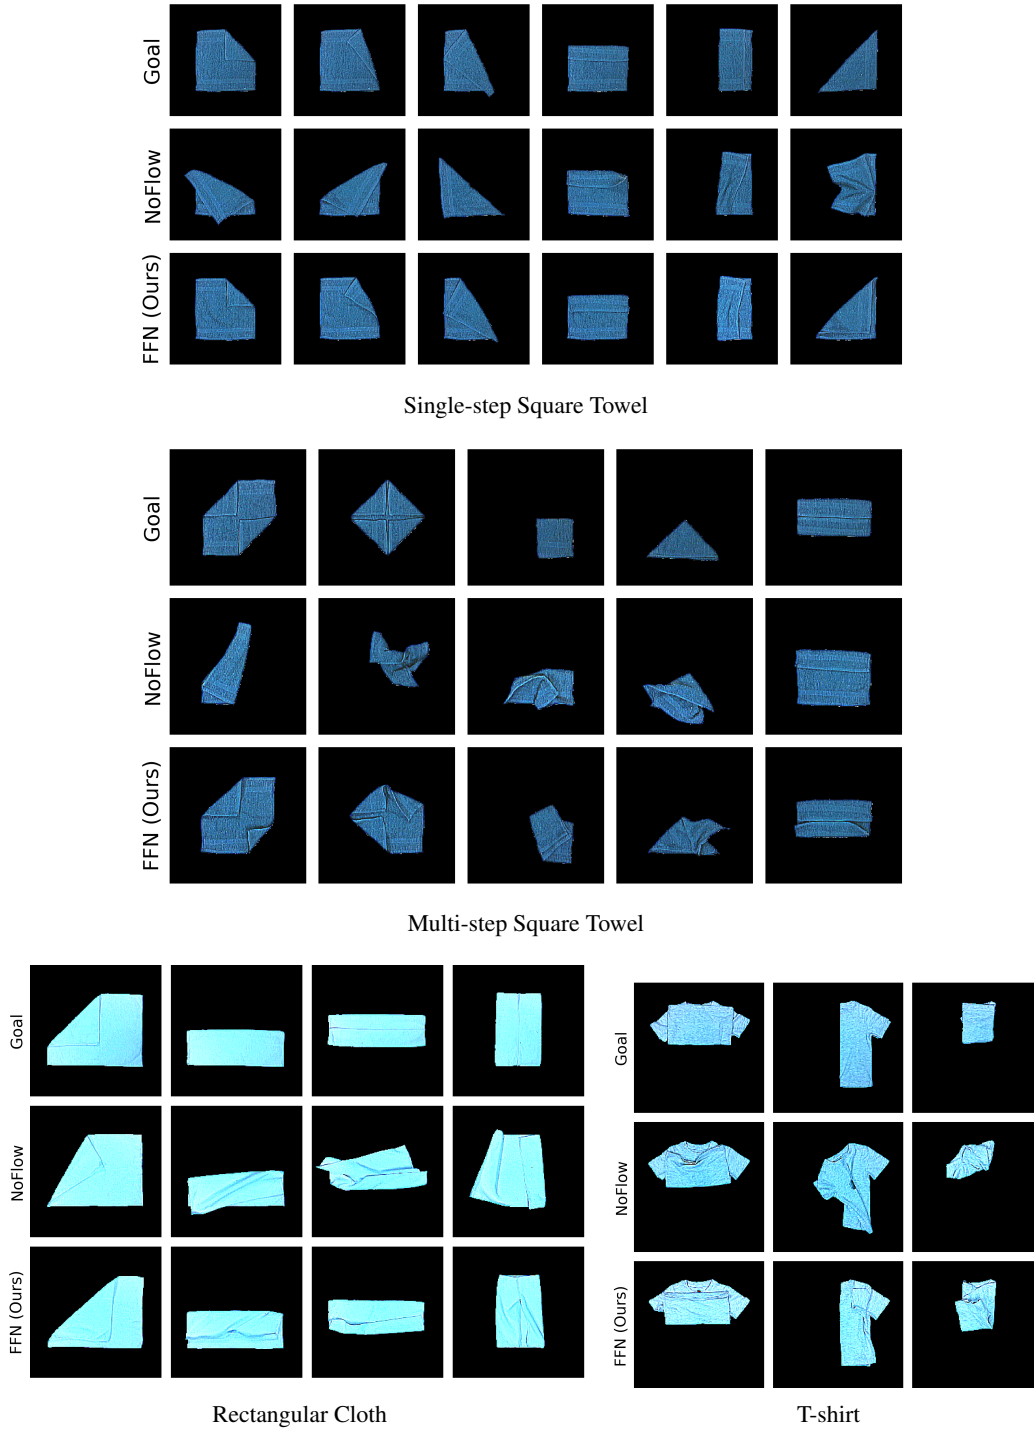 Goal
NoFlow
FFN (Ours)
Single-step Square Towel
Goal
NoFlow
FFN (Ours)
Multi-step Square Towel
Goal
NoFlow
FFN (Ours)
Rectangular Cloth
Goal
NoFlow
FFN (Ours)
T-shirt